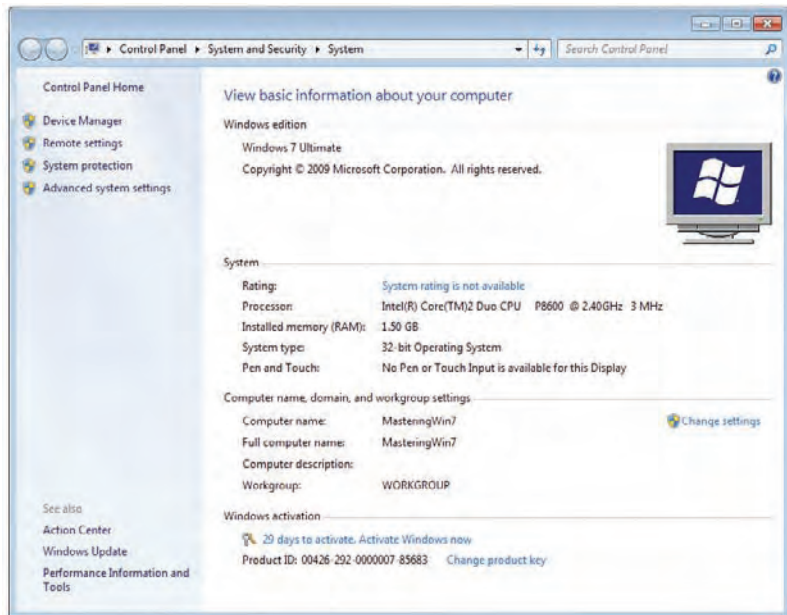 Control Panel ▸ System and Security ▸ System
Search Control Panel
Control Panel Home
Device Manager
Remote settings
System protection
Advanced system settings
View basic information about your computer
Windows edition
Windows 7 Ultimate
Copyright © 2009 Microsoft Corporation. All rights reserved.
System
Rating: System rating is not available
Processor: Intel(R) Core(TM)2 Duo CPU P8600 @ 2.40GHz 3 MHz
Installed memory (RAM): 1.50 GB
System type: 32-bit Operating System
Pen and Touch: No Pen or Touch Input is available for this Display
Computer name, domain, and workgroup settings
Computer name: MasteringWin7
Change settings
Full computer name: MasteringWin7
Computer description:
Workgroup: WORKGROUP
Windows activation
29 days to activate. Activate Windows now
Product ID: 00426-292-0000007-85683 Change product key
See also
Action Center
Windows Update
Performance Information and
Tools